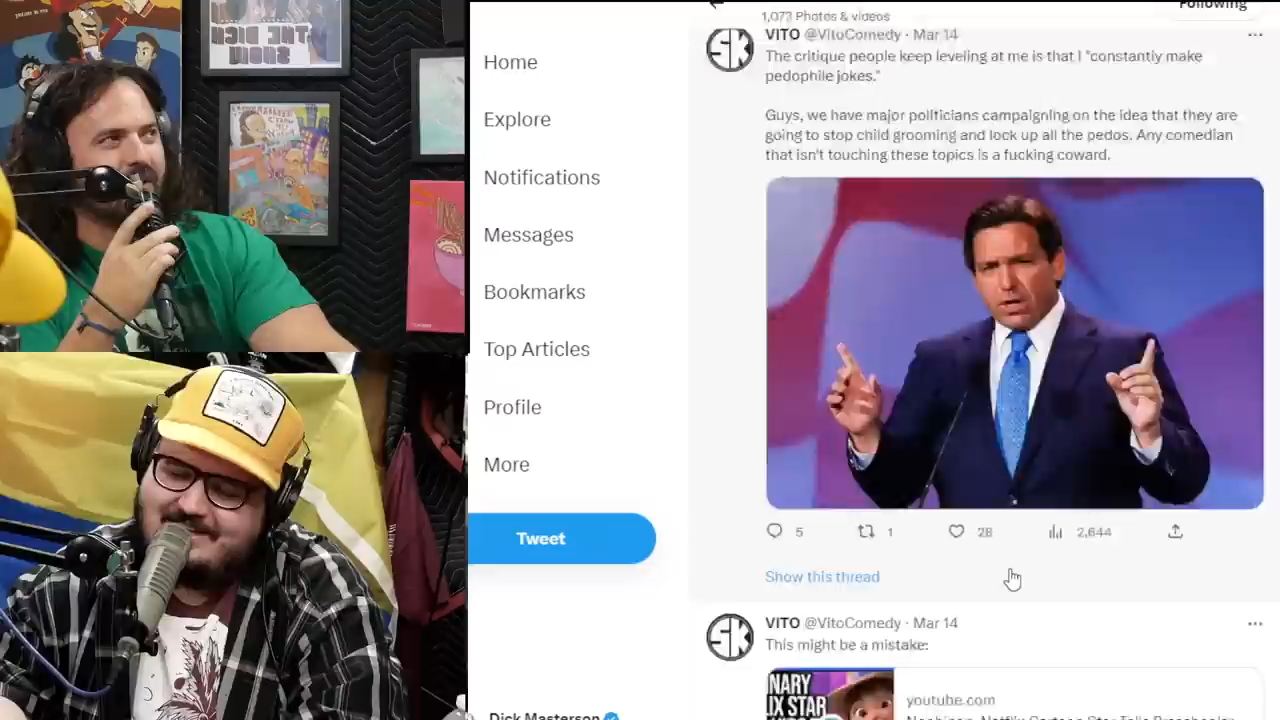 Following
1,073 Photos & videos
VITO @VitoComedy · Mar 14
The critique people keep leveling at me is that I "constantly make
pedophile jokes."
Guys, we have major politicians campaigning on the idea that they are
going to stop child grooming and lock up all the pedos. Any comedian
that isn't touching these topics is a fucking coward.
5
1
28
2,644
Show this thread
VITO @VitoComedy · Mar 14
This might be a mistake:
NARY
IX STAR
youtube.com
Home
Explore
Notifications
Messages
Bookmarks
Top Articles
Profile
More
Tweet
Dick Masterson